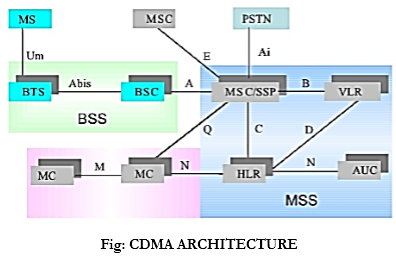 MS
MSC
PSTN
Um
E
Ai
BTS
Abis
BSC
A
MSC/SSP
B
VLR
BSS
Q
C
D
MC
M
MC
N
HLR
N
AUC
MSS
Fig: CDMA ARCHITECTURE